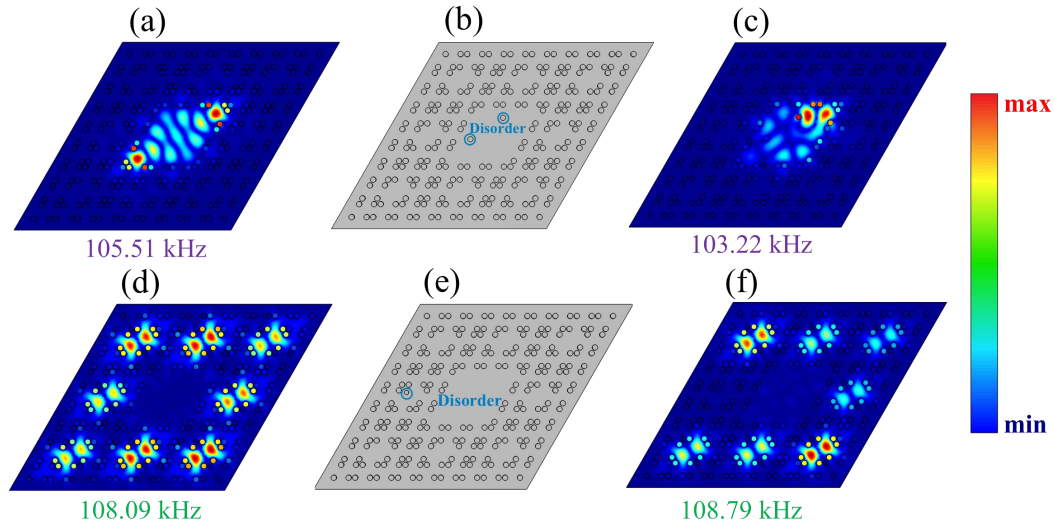 (a)
(b)
(c)
Disorder
max
105.51 kHz
103.22 kHz
(d)
(e)
(f)
Disorder
min
108.09 kHz
108.79 kHz